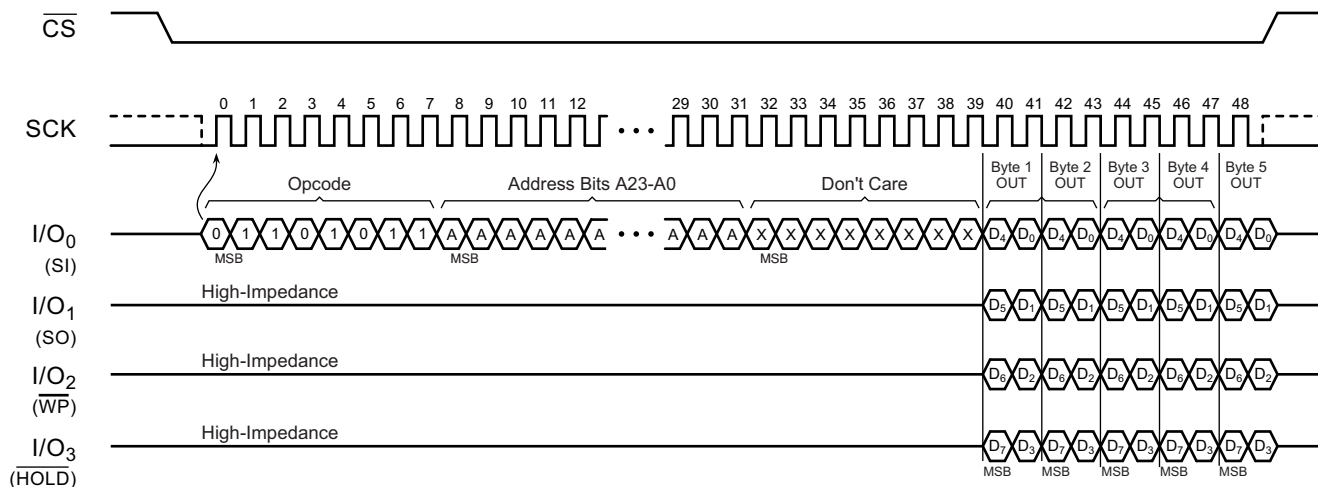 CS
SCK
0 1 2 3 4 5 6 7 8 9 10 11 12 29 30 31 32 33 34 35 36 37 38 39 40 41 42 43 44 45 46 47 48
Opcode Address Bits A23-A0 Don't Care
Byte 1 OUT Byte 2 OUT Byte 3 OUT Byte 4 OUT Byte 5 OUT
I/O0 (SI)
0 1 1 0 1 0 1 1 A A A A A A A A A X X X X X X X X D4 D0 D4 D0 D4 D0 D4 D0 D4 D0
MSB MSB MSB
High-Impedance
I/O1 (SO)
D5 D1 D5 D1 D5 D1 D5 D1 D5 D1
High-Impedance
I/O2 (WP)
D6 D2 D6 D2 D6 D2 D6 D2 D6 D2
High-Impedance
I/O3 (HOLD)
D7 D3 D7 D3 D7 D3 D7 D3 D7 D3
MSB MSB MSB MSB MSB